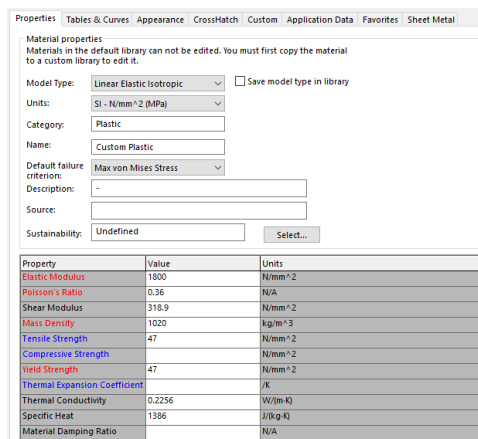 Properties Tables & Curves Appearance CrossHatch Custom Application Data Favorites Sheet Metal
Material properties
Materials in the default library can not be edited. You must first copy the material
to a custom library to edit it.
Model Type: Linear Elastic Isotropic Save model type in library
Units: SI - N/mm^2 (MPa)
Category: Plastic
Name: Custom Plastic
Default failure
criterion: Max von Mises Stress
Description: -
Source:
Sustainability: Undefined Select...
Property Value Units
Elastic Modulus 1800 N/mm^2
Poisson's Ratio 0.36 N/A
Shear Modulus 318.9 N/mm^2
Mass Density 1020 kg/m^3
Tensile Strength 47 N/mm^2
Compressive Strength N/mm^2
Yield Strength 47 N/mm^2
Thermal Expansion Coefficient /K
Thermal Conductivity 0.2256 W/(m·K)
Specific Heat 1386 J/(kg·K)
Material Damping Ratio N/A